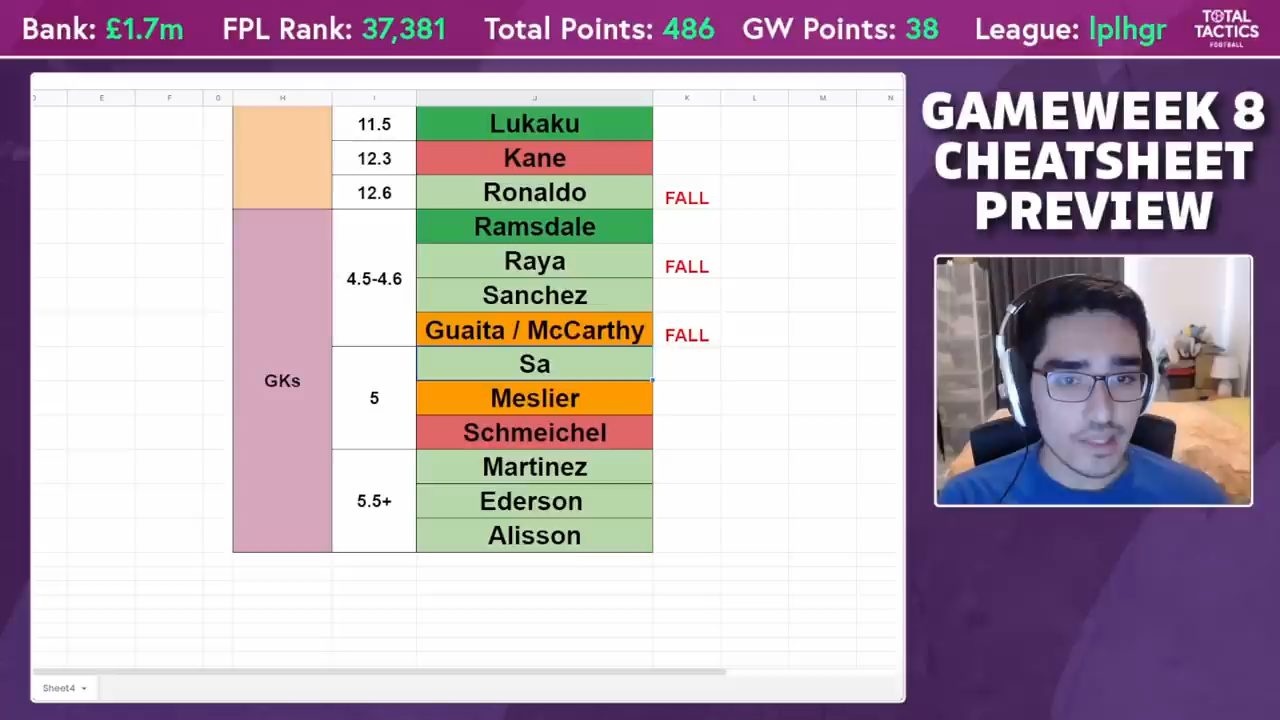 Bank: £1.7m FPL Rank: 37,381 Total Points: 486 GW Points: 38 League: lplhgr
TOTAL
TACTICS
FOOTBALL
GAMEWEEK 8
CHEATSHEET
PREVIEW
D E F G H I J K L M N
11.5 Lukaku
12.3 Kane
12.6 Ronaldo FALL
Ramsdale
Raya FALL
4.5-4.6
Sanchez
Guaita / McCarthy FALL
Sa
GKs
5 Meslier
Schmeichel
Martinez
5.5+ Ederson
Alisson
Sheet4